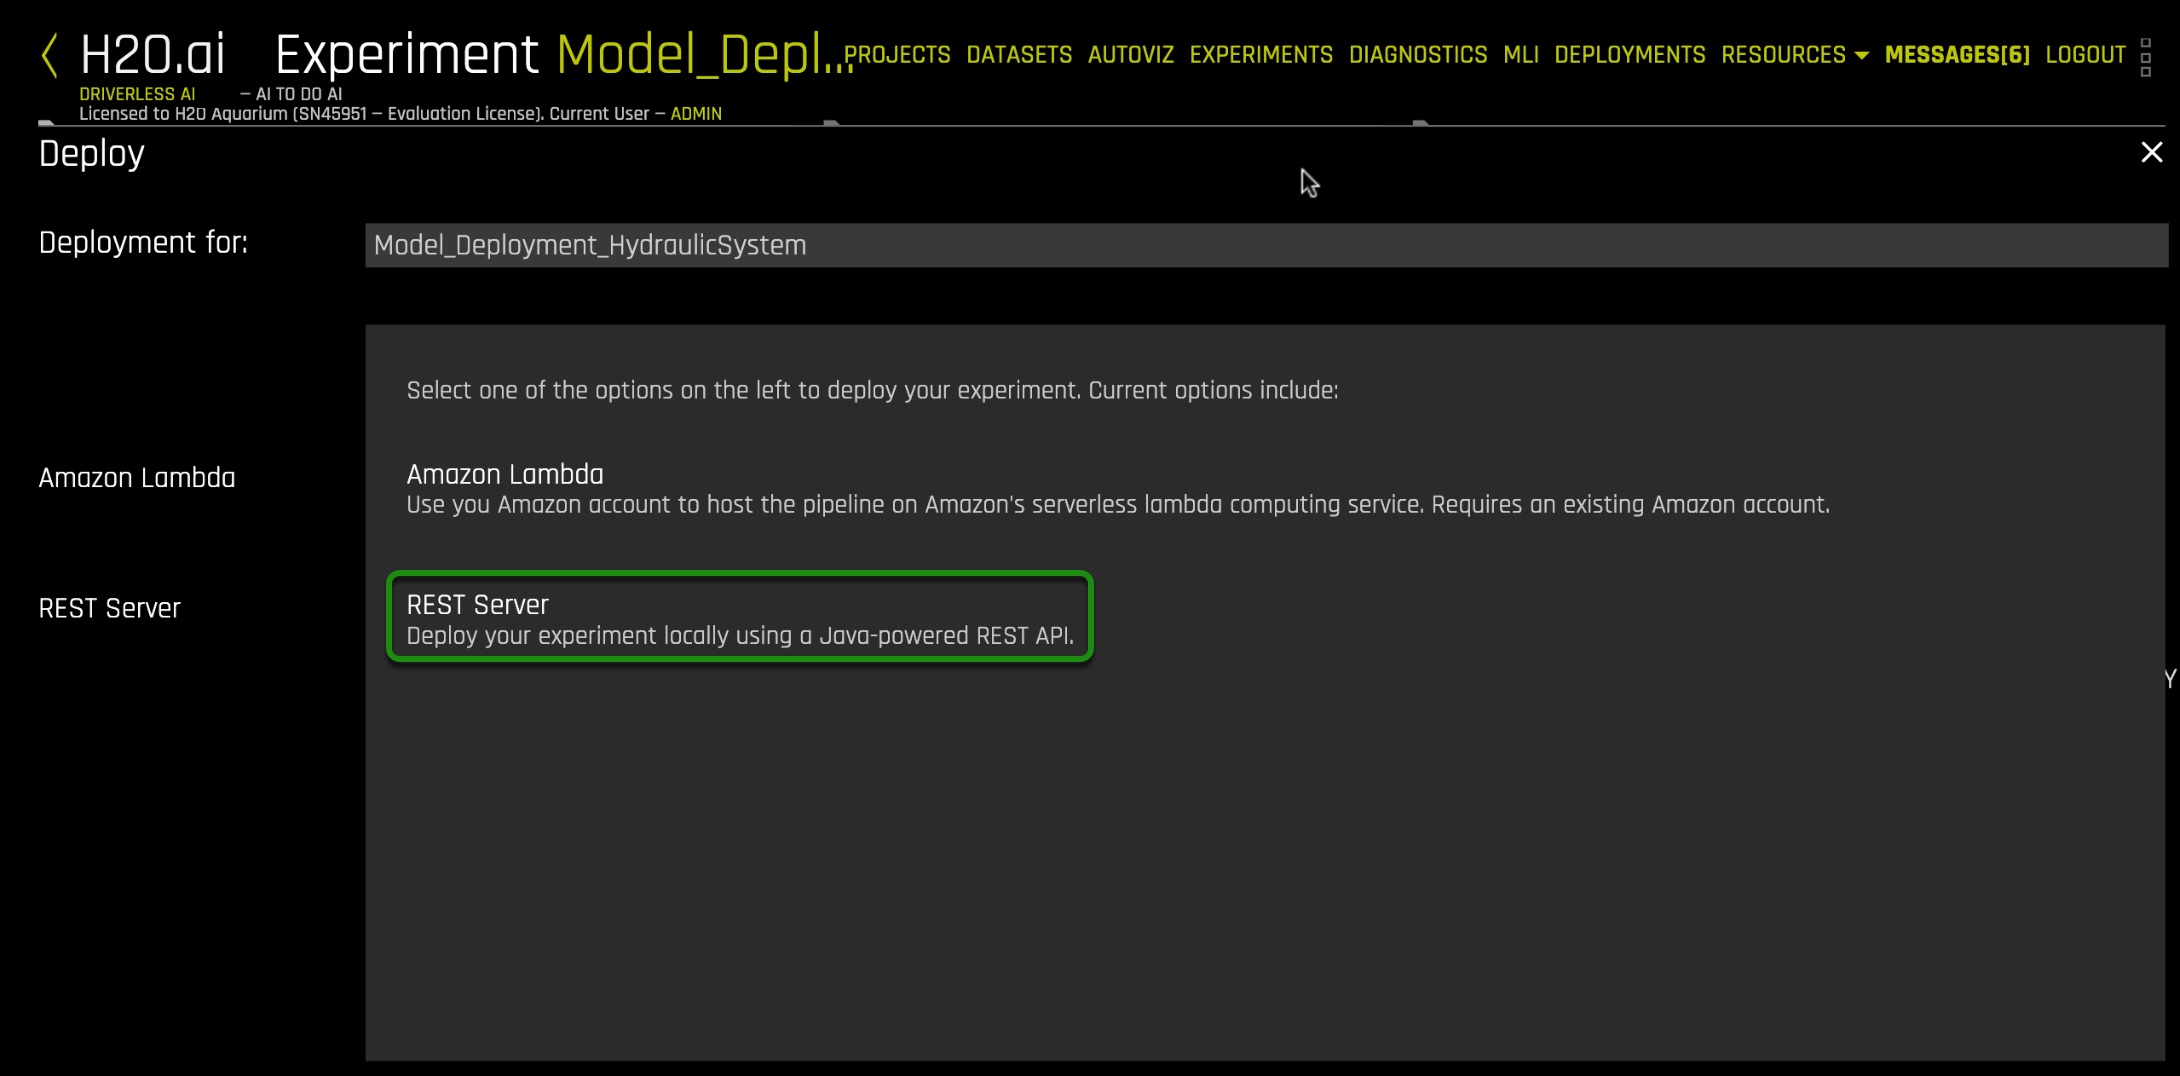 H2O.ai Experiment Model_Depl... PROJECTS DATASETS AUTOVIZ EXPERIMENTS DIAGNOSTICS MLI DEPLOYMENTS RESOURCES MESSAGES[6] LOGOUT
DRIVERLESS AI – AI TO DO AI
Licensed to H2O Aquarium (SN45951 – Evaluation License). Current User – ADMIN
Deploy
Deployment for: Model_Deployment_HydraulicSystem
Select one of the options on the left to deploy your experiment. Current options include:
Amazon Lambda
Amazon Lambda
Use you Amazon account to host the pipeline on Amazon's serverless lambda computing service. Requires an existing Amazon account.
REST Server
REST Server
Deploy your experiment locally using a Java-powered REST API.
Y